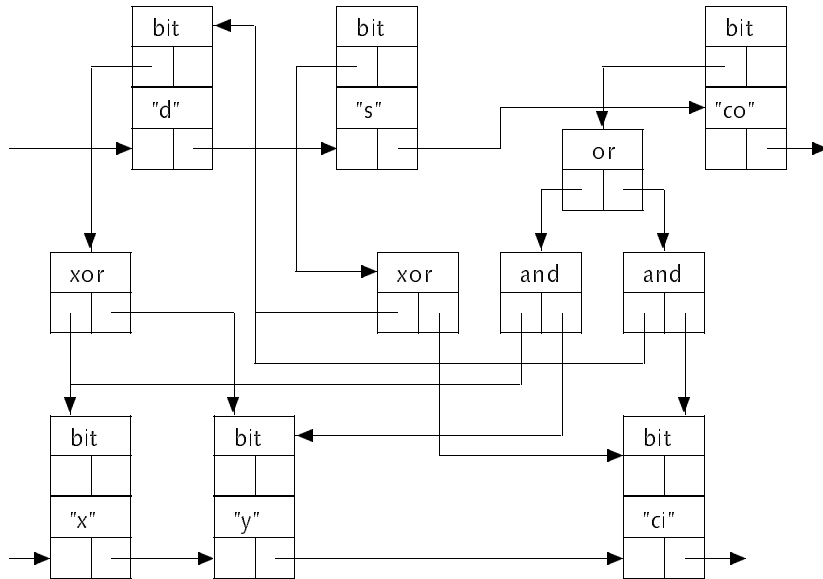 bit
bit
bit
"d"
"s"
"co"
or
xor
xor
and
and
bit
bit
bit
"x"
"y"
"ci"